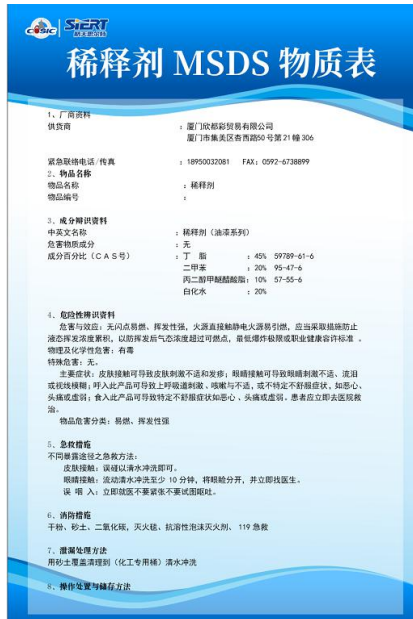 COSIC SIERT
航天思尔特
稀释剂 MSDS 物质表
1、厂商资料
供货商 ：厦门欣都彩贸易有限公司
厦门市集美区杏西路50号第21幢306
紧急联络电话/传真 ：18950032081 FAX：0592-6738899
2、物品名称
物品名称 ：稀释剂
物品编号 ：
3、成分辩识资料
中英文名称 ：稀释剂（油漆系列）
危害物质成分 ：无
成分百分比（CAS号） ：丁 脂 ：45% 59789-61-6
二甲苯 ：20% 95-47-6
丙二醇甲醚醋酸脂：10% 57-55-6
白化水 ：20%
4、危险性辨识资料
危害与效应：无闪点易燃、挥发性强，火源直接触静电火源易引燃，应当采取措施防止
液态挥发浓度累积，以防挥发后气态浓度超过可燃点，最低爆炸极限或职业健康容许标准 。
物理及化学性危害：有毒
特殊危害：无。
主要症状：皮肤接触可导致皮肤刺激不适和发疹；眼睛接触可导致眼睛刺激不适、流泪
或视线模糊；呼入此产品可导致上呼吸道刺激、咳嗽与不适，或不特定不舒服症状，如恶心、
头痛或虚弱；食入此产品可导致特定不舒服症状如恶心、头痛或虚弱。患者应立即去医院救
治。
物品危害分类：易燃、挥发性强
5、急救措施
不同暴露途径之急救方法：
皮肤接触：误碰以清水冲洗即可。
眼睛接触：流动清水冲洗至少 10 分钟，将眼睑分开，并立即找医生。
误 咽 入：立即就医不要紧张不要试图呕吐。
6、消防措施
干粉、砂土、二氧化碳，灭火毯、抗溶性泡沫灭火剂、 119 急救
7、泄漏处理方法
用砂土覆盖清理到（化工专用桶）清水冲洗
8、操作处置与储存方法